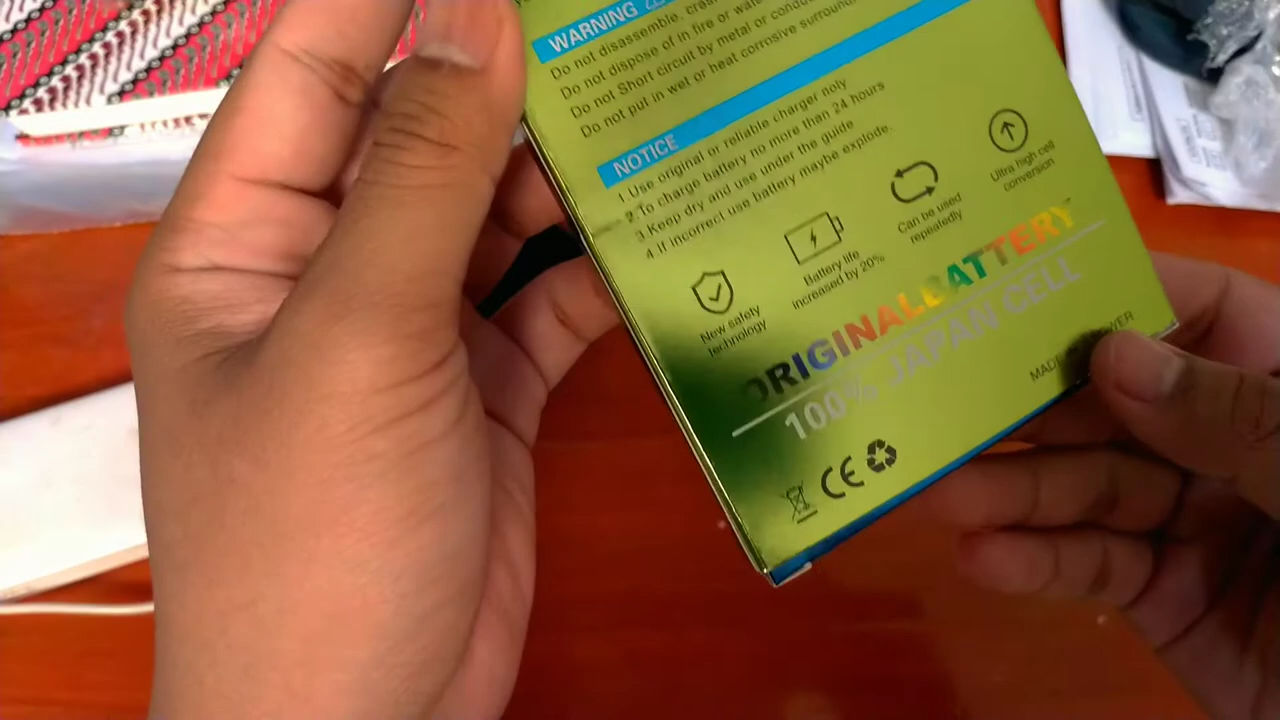 WARNING
Do not disassemble,
Do not dispose of in fire or
Do not Short circuit by metal or
Do not put in wet or heat corrosive
NOTICE
1.Use original or reliable charger noly
2.To charge battery no more than 24 hours
3.Keep dry and use under the guide
4.If incorrect use battery maybe explode.
New safety
technology
Battery life
increased by 20%
Can be used
repeatedly
Ultra high cell
conversion
ORIGINALBATTERY
100% JAPAN CELL
MADE
CE